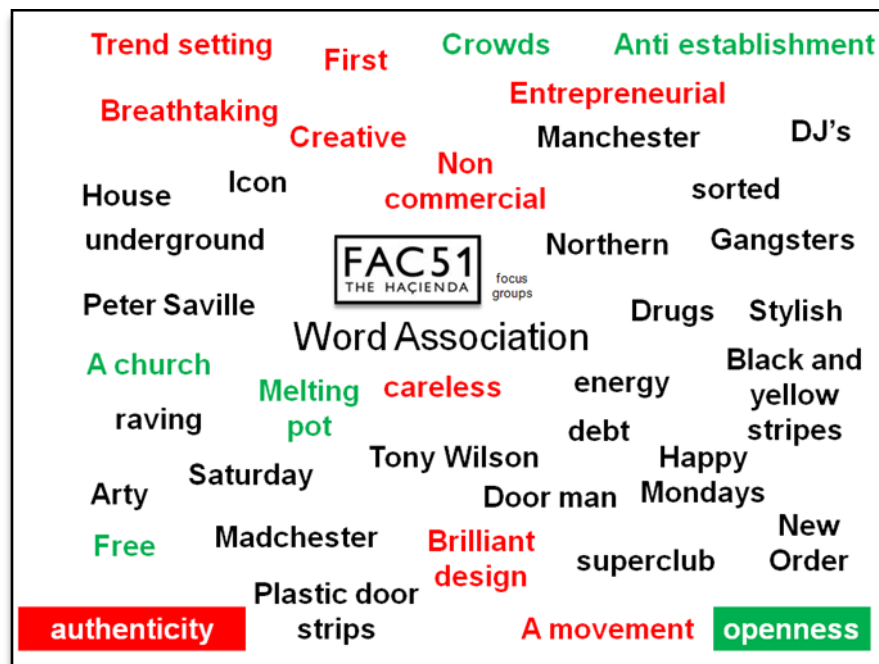 Trend setting
First
Crowds
Anti establishment
Breathtaking
Entrepreneurial
Creative
Manchester
DJ's
Non
commercial
House
Icon
sorted
underground
FAC51
THE HAÇIENDA
focus
groups
Northern
Gangsters
Peter Saville
Word Association
Drugs
Stylish
A church
Melting
pot
careless
energy
Black and
yellow
stripes
raving
debt
Saturday
Tony Wilson
Happy
Mondays
Arty
Door man
Free
Madchester
Brilliant
design
superclub
New
Order
Plastic door
strips
authenticity
A movement
openness